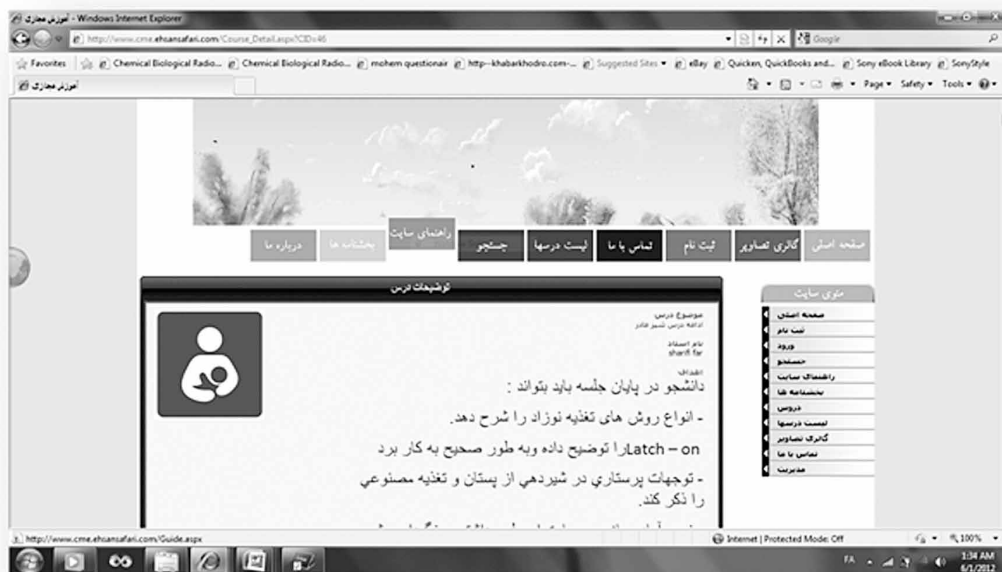 آموزش مجازی - Windows Internet Explorer
http://www.cme.ehsansafari.com/Course_Detail.aspx?CID=46
Google
Favorites
Chemical Biological Radio...
Chemical Biological Radio...
mohem questionair
http--khabarkhodro.com-...
Suggested Sites
eBay
Quicken, QuickBooks and...
Sony eBook Library
SonyStyle
آموزش مجازی
Page Safety Tools
صفحه اصلی
گالری تصاویر
ثبت نام
تماس با ما
لیست درسها
جستجو
راهنمای سایت
بخشنامه ها
درباره ما
منوی سایت
صفحه اصلی
ثبت نام
ورود
جستجو
راهنمای سایت
بخشنامه ها
دروس
لیست درسها
گالری تصاویر
تماس با ما
مدیریت
توضیحات درس
موضوع درس
ادامه درس شیر مادر
نام استاد
sharifi far
اهداف
دانشجو در پایان جلسه باید بتواند :
- انواع روش های تغذیه نوزاد را شرح دهد.
Latch – onرا توضیح داده وبه طور صحیح به کار برد
- توجهات پرستاري در شیردهي از پستان و تغذیه مصنوعي
را ذکر کند.
http://www.cme.ehsansafari.com/Guide.aspx
Internet | Protected Mode: Off
100%
FA
1:34 AM
6/1/2012